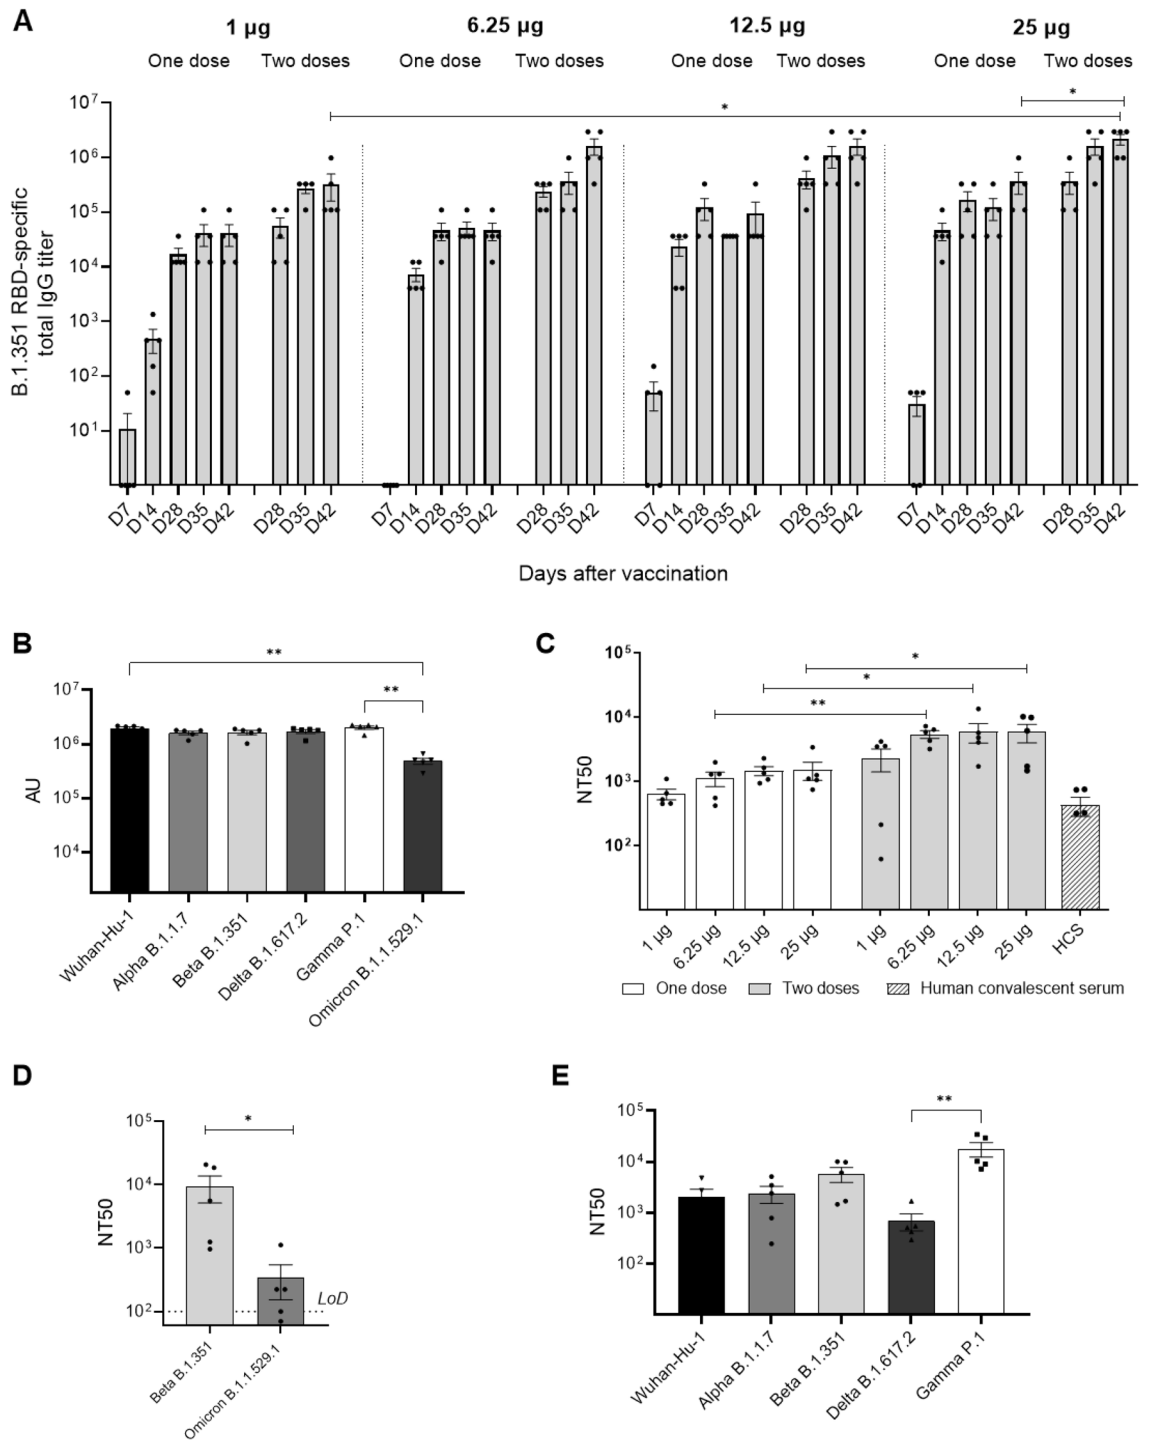 A
1 µg 6.25 µg 12.5 µg 25 µg
One dose Two doses One dose Two doses One dose Two doses One dose Two doses
*
*
10⁷
10⁶
10⁵
10⁴
10³
10²
10¹
B.1.351 RBD-specific
total IgG titer
D7 D14 D28 D35 D42 D28 D35 D42 D7 D14 D28 D35 D42 D28 D35 D42 D7 D14 D28 D35 D42 D28 D35 D42 D7 D14 D28 D35 D42 D28 D35 D42
Days after vaccination
B
**
**
10⁷
10⁶
10⁵
10⁴
AU
Wuhan-Hu-1
Alpha B.1.1.7
Beta B.1.351
Delta B.1.617.2
Gamma P.1
Omicron B.1.1.529.1
C
*
*
**
10⁵
10⁴
10³
10²
NT50
1 µg 6.25 µg 12.5 µg 25 µg 1 µg 6.25 µg 12.5 µg 25 µg HCS
One dose Two doses Human convalescent serum
D
*
10⁵
10⁴
10³
10²
NT50
LoD
Beta B.1.351
Omicron B.1.1.529.1
E
**
10⁵
10⁴
10³
10²
NT50
Wuhan-Hu-1
Alpha B.1.1.7
Beta B.1.351
Delta B.1.617.2
Gamma P.1